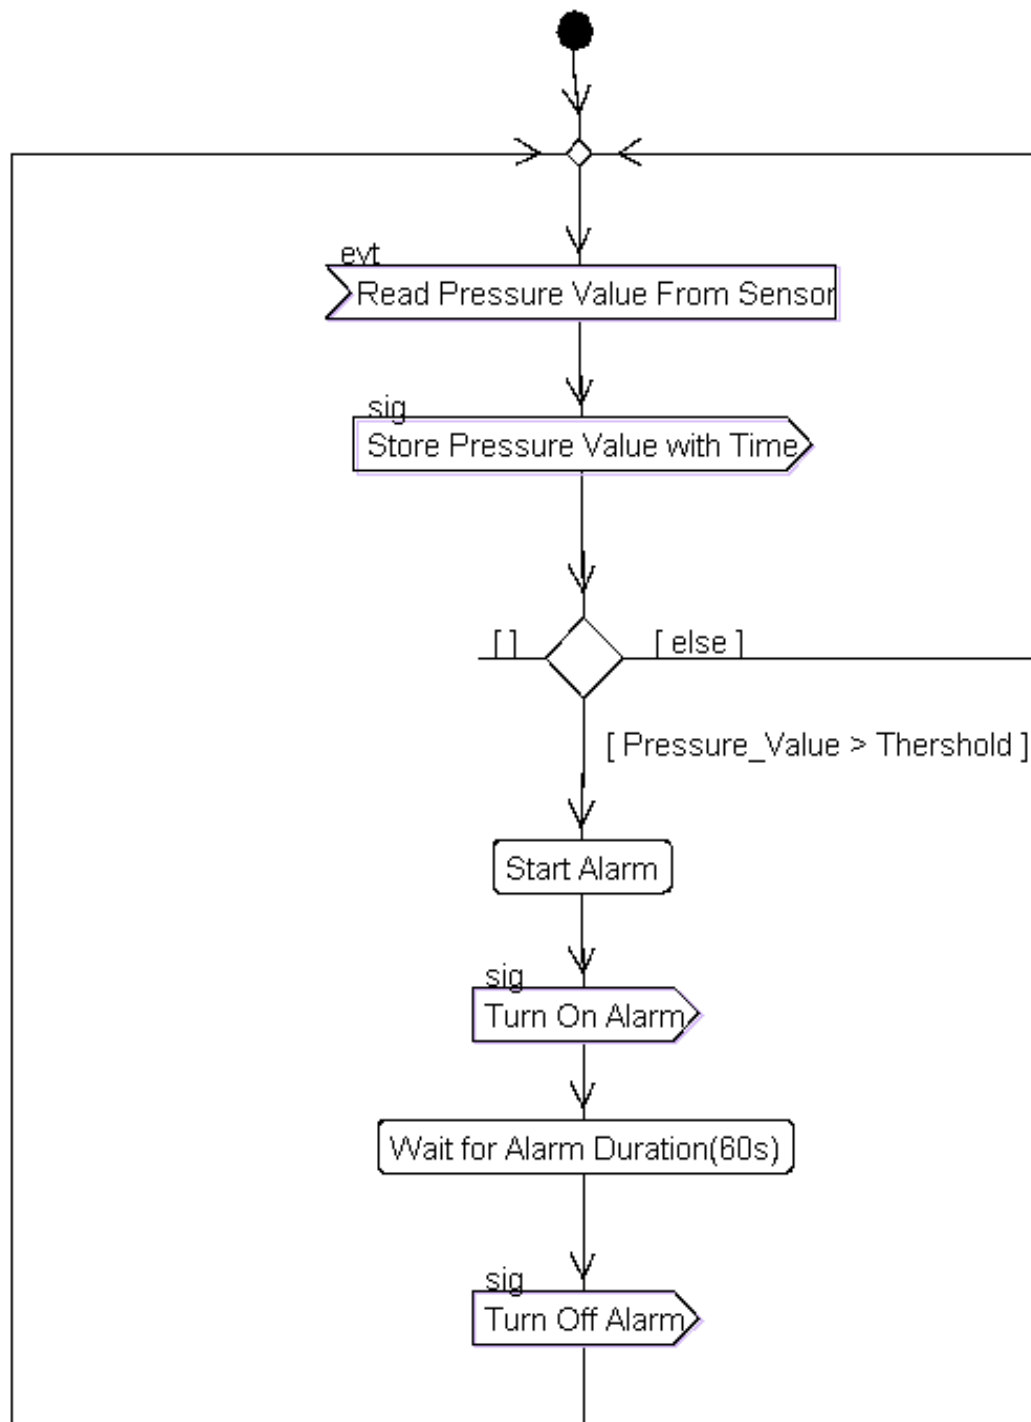 evt
Read Pressure Value From Sensor
sig
Store Pressure Value with Time
[ ]
[ else ]
[ Pressure_Value > Thershold ]
Start Alarm
sig
Turn On Alarm
Wait for Alarm Duration(60s)
sig
Turn Off Alarm